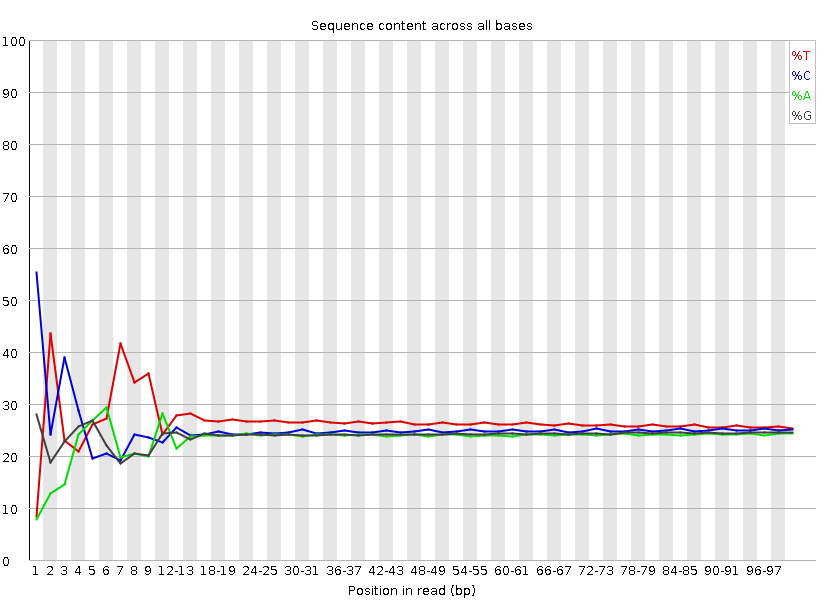 Sequence content across all bases
100
90
80
70
60
50
40
30
20
10
0
%T
%C
%A
%G
1 2 3 4 5 6 7 8 9 12-13 18-19 24-25 30-31 36-37 42-43 48-49 54-55 60-61 66-67 72-73 78-79 84-85 90-91 96-97
Position in read (bp)